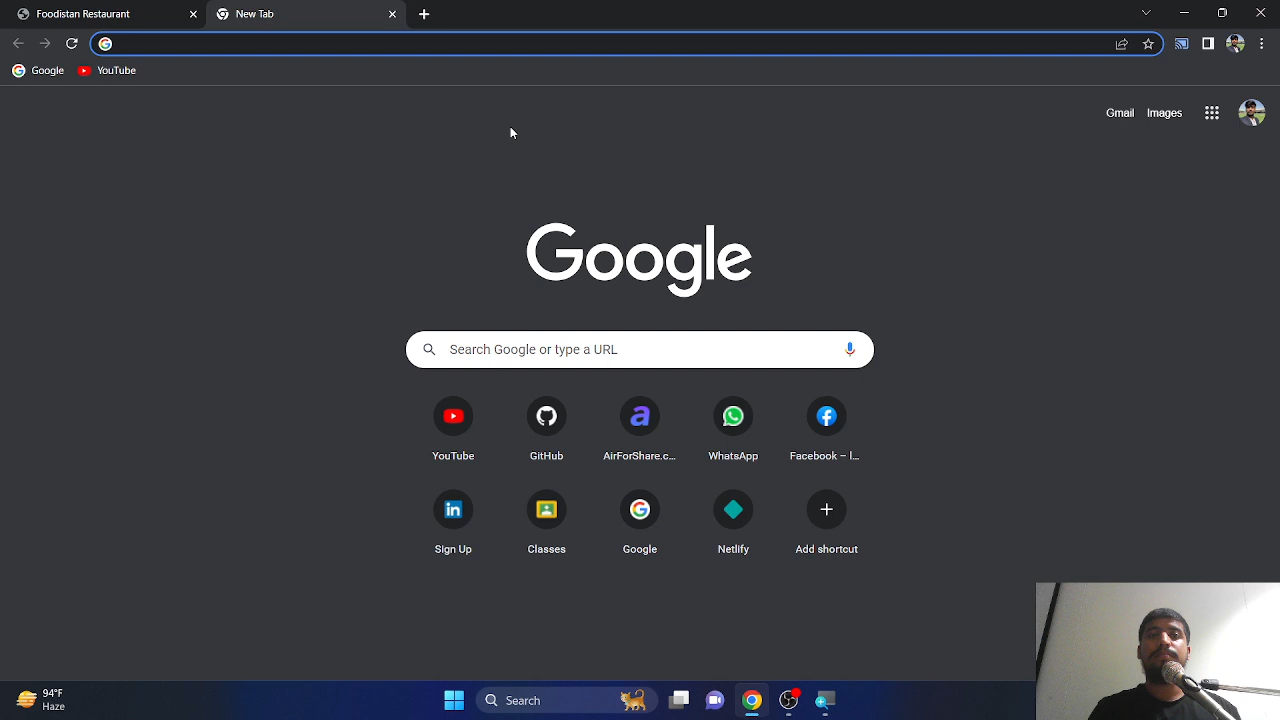 Foodistan Restaurant
New Tab
Google
YouTube
Gmail
Images
Google
Search Google or type a URL
YouTube
GitHub
AirForShare.c...
WhatsApp
Facebook – l...
Sign Up
Classes
Google
Netlify
Add shortcut
94°F
Haze
Search